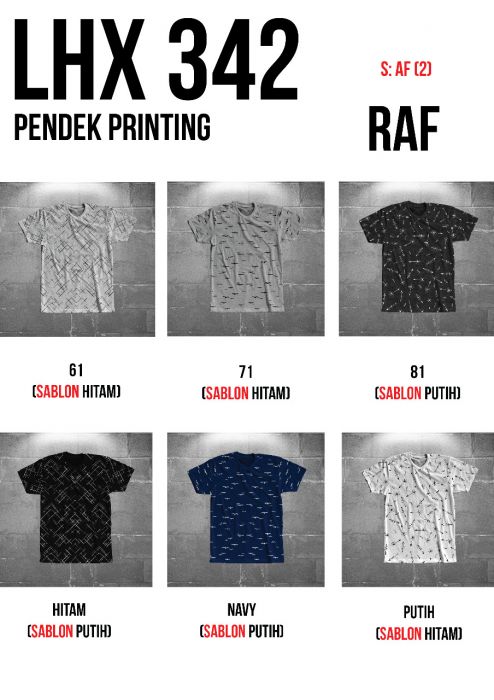 LHX 342
PENDEK PRINTING
S: AF (2)
RAF
61
(SABLON HITAM)
71
(SABLON HITAM)
81
(SABLON PUTIH)
HITAM
(SABLON PUTIH)
NAVY
(SABLON PUTIH)
PUTIH
(SABLON HITAM)